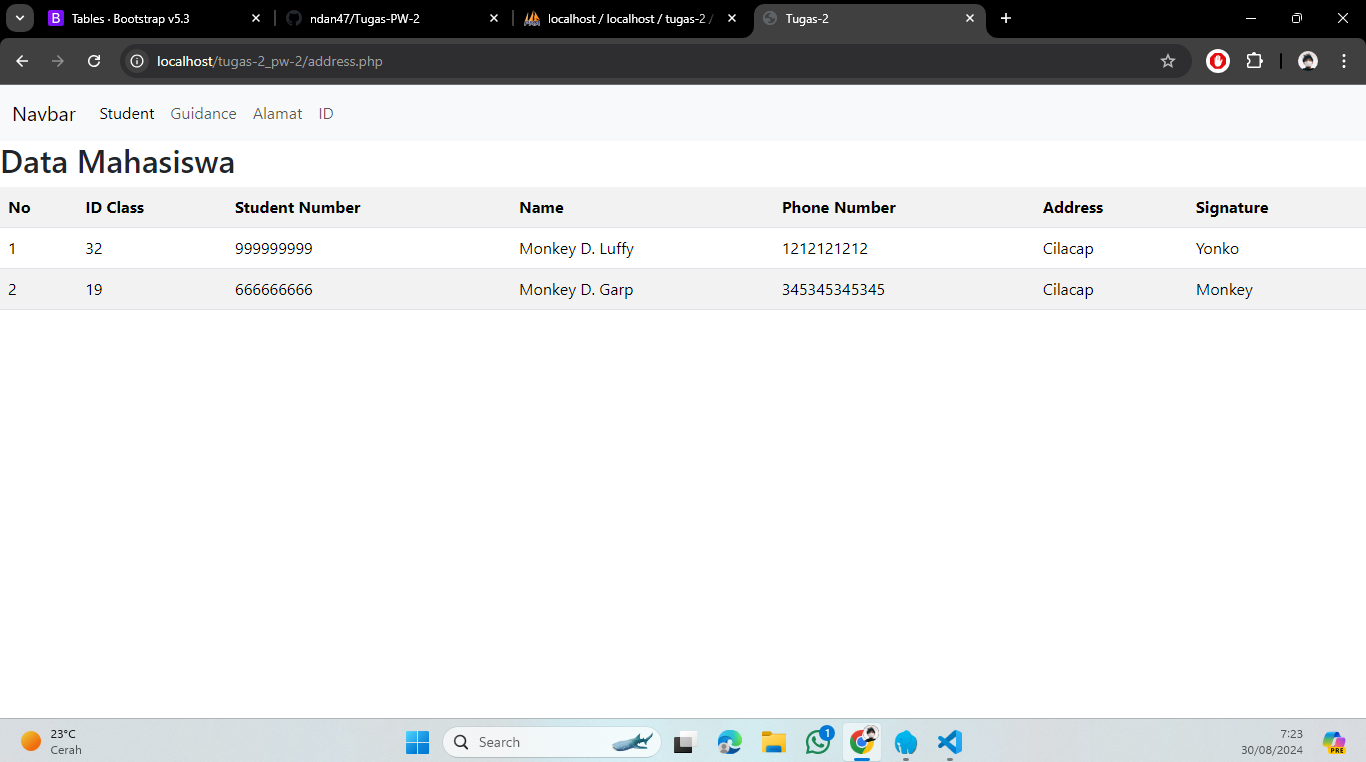 B Tables · Bootstrap v5.3 ndan47/Tugas-PW-2 localhost / localhost / tugas-2 / Tugas-2
localhost/tugas-2_pw-2/address.php
Navbar Student Guidance Alamat ID
Data Mahasiswa
No ID Class Student Number Name Phone Number Address Signature
1 32 999999999 Monkey D. Luffy 1212121212 Cilacap Yonko
2 19 666666666 Monkey D. Garp 345345345345 Cilacap Monkey
23°C
Cerah
Search
1
7:23
30/08/2024
PRE